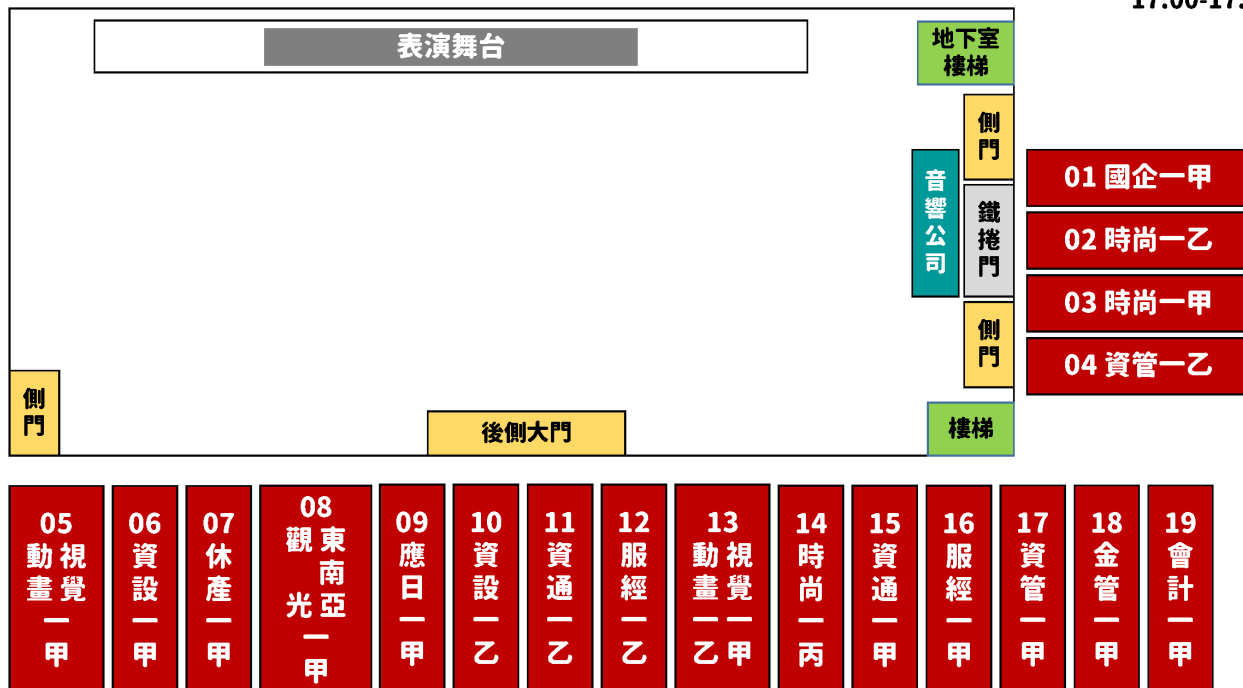 17:00-17:
表演舞台
地下室
樓梯
側門
音響公司
鐵捲門
側門
01 國企一甲
02 時尚一乙
03 時尚一甲
04 資管一乙
側門
後側大門
樓梯
05 視覺動畫一甲
06 資設一甲
07 休產一甲
08 東南亞觀光一甲
09 應日一甲
10 資設一乙
11 資通一乙
12 服經一乙
13 視覺一甲動畫一乙
14 時尚一丙
15 資通一甲
16 服經一甲
17 資管一甲
18 金管一甲
19 會計一甲